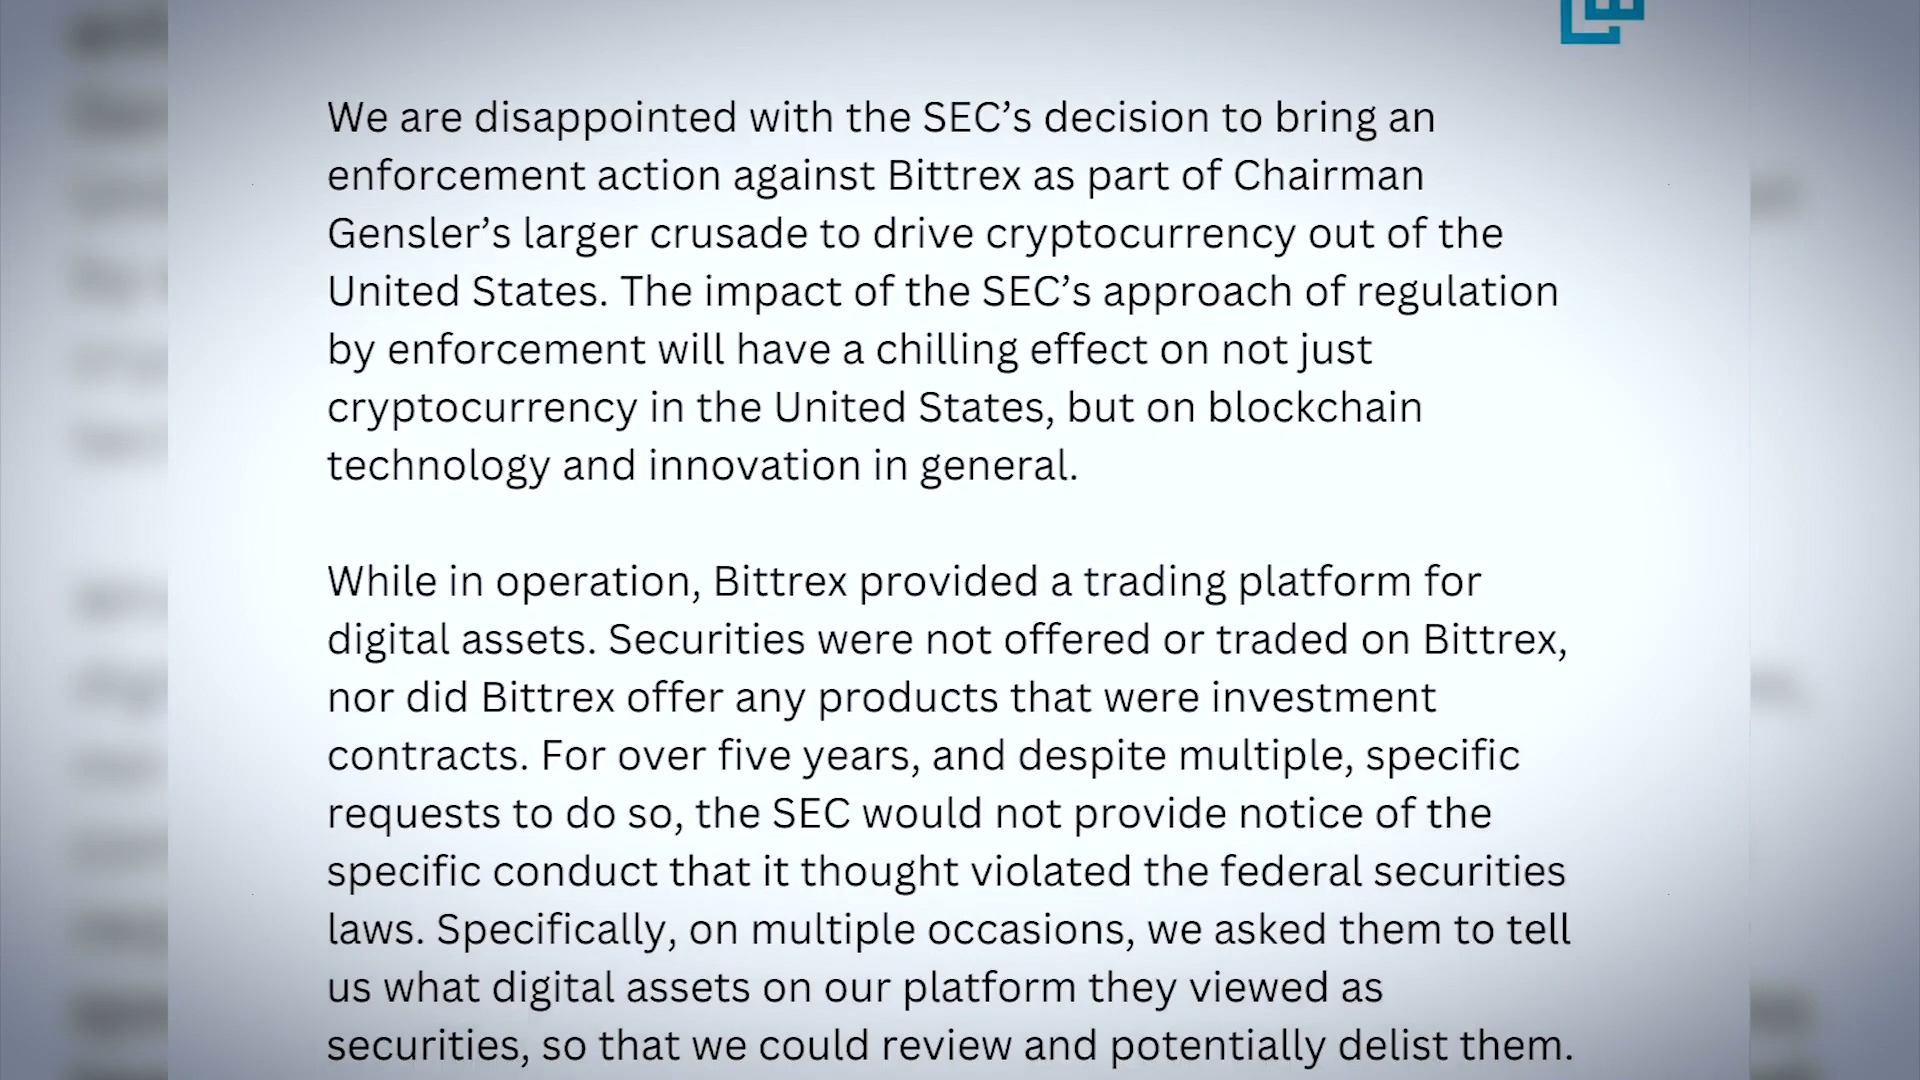 We are disappointed with the SEC’s decision to bring an
enforcement action against Bittrex as part of Chairman
Gensler’s larger crusade to drive cryptocurrency out of the
United States. The impact of the SEC’s approach of regulation
by enforcement will have a chilling effect on not just
cryptocurrency in the United States, but on blockchain
technology and innovation in general.
While in operation, Bittrex provided a trading platform for
digital assets. Securities were not offered or traded on Bittrex,
nor did Bittrex offer any products that were investment
contracts. For over five years, and despite multiple, specific
requests to do so, the SEC would not provide notice of the
specific conduct that it thought violated the federal securities
laws. Specifically, on multiple occasions, we asked them to tell
us what digital assets on our platform they viewed as
securities, so that we could review and potentially delist them.